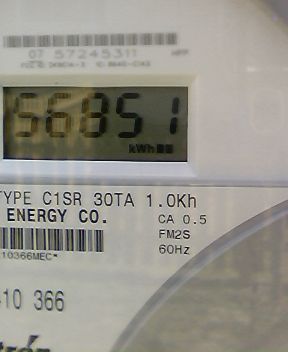 07 57245311
56851
kWh
TYPE C1SR 30TA 1.0Kh
ENERGY CO.
CA 0.5
FM2S
60Hz
10366MEC*
10 366